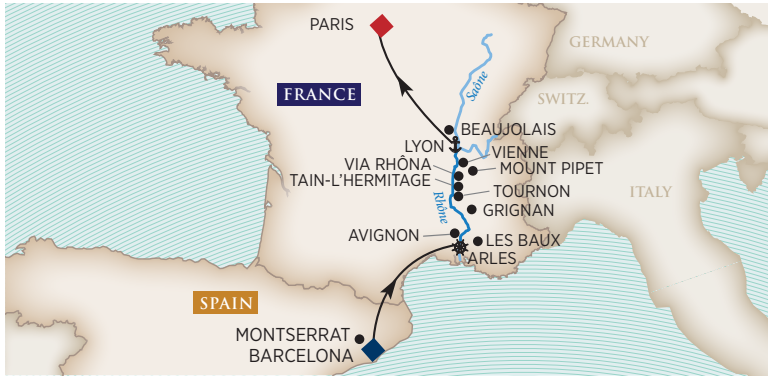 PARIS
GERMANY
FRANCE
Saône
SWITZ.
BEAUJOLAIS
LYON
VIENNE
VIA RHÔNA
MOUNT PIPET
TAIN-L'HERMITAGE
TOURNON
Rhône
GRIGNAN
ITALY
AVIGNON
LES BAUX
ARLES
SPAIN
MONTSERRAT
BARCELONA